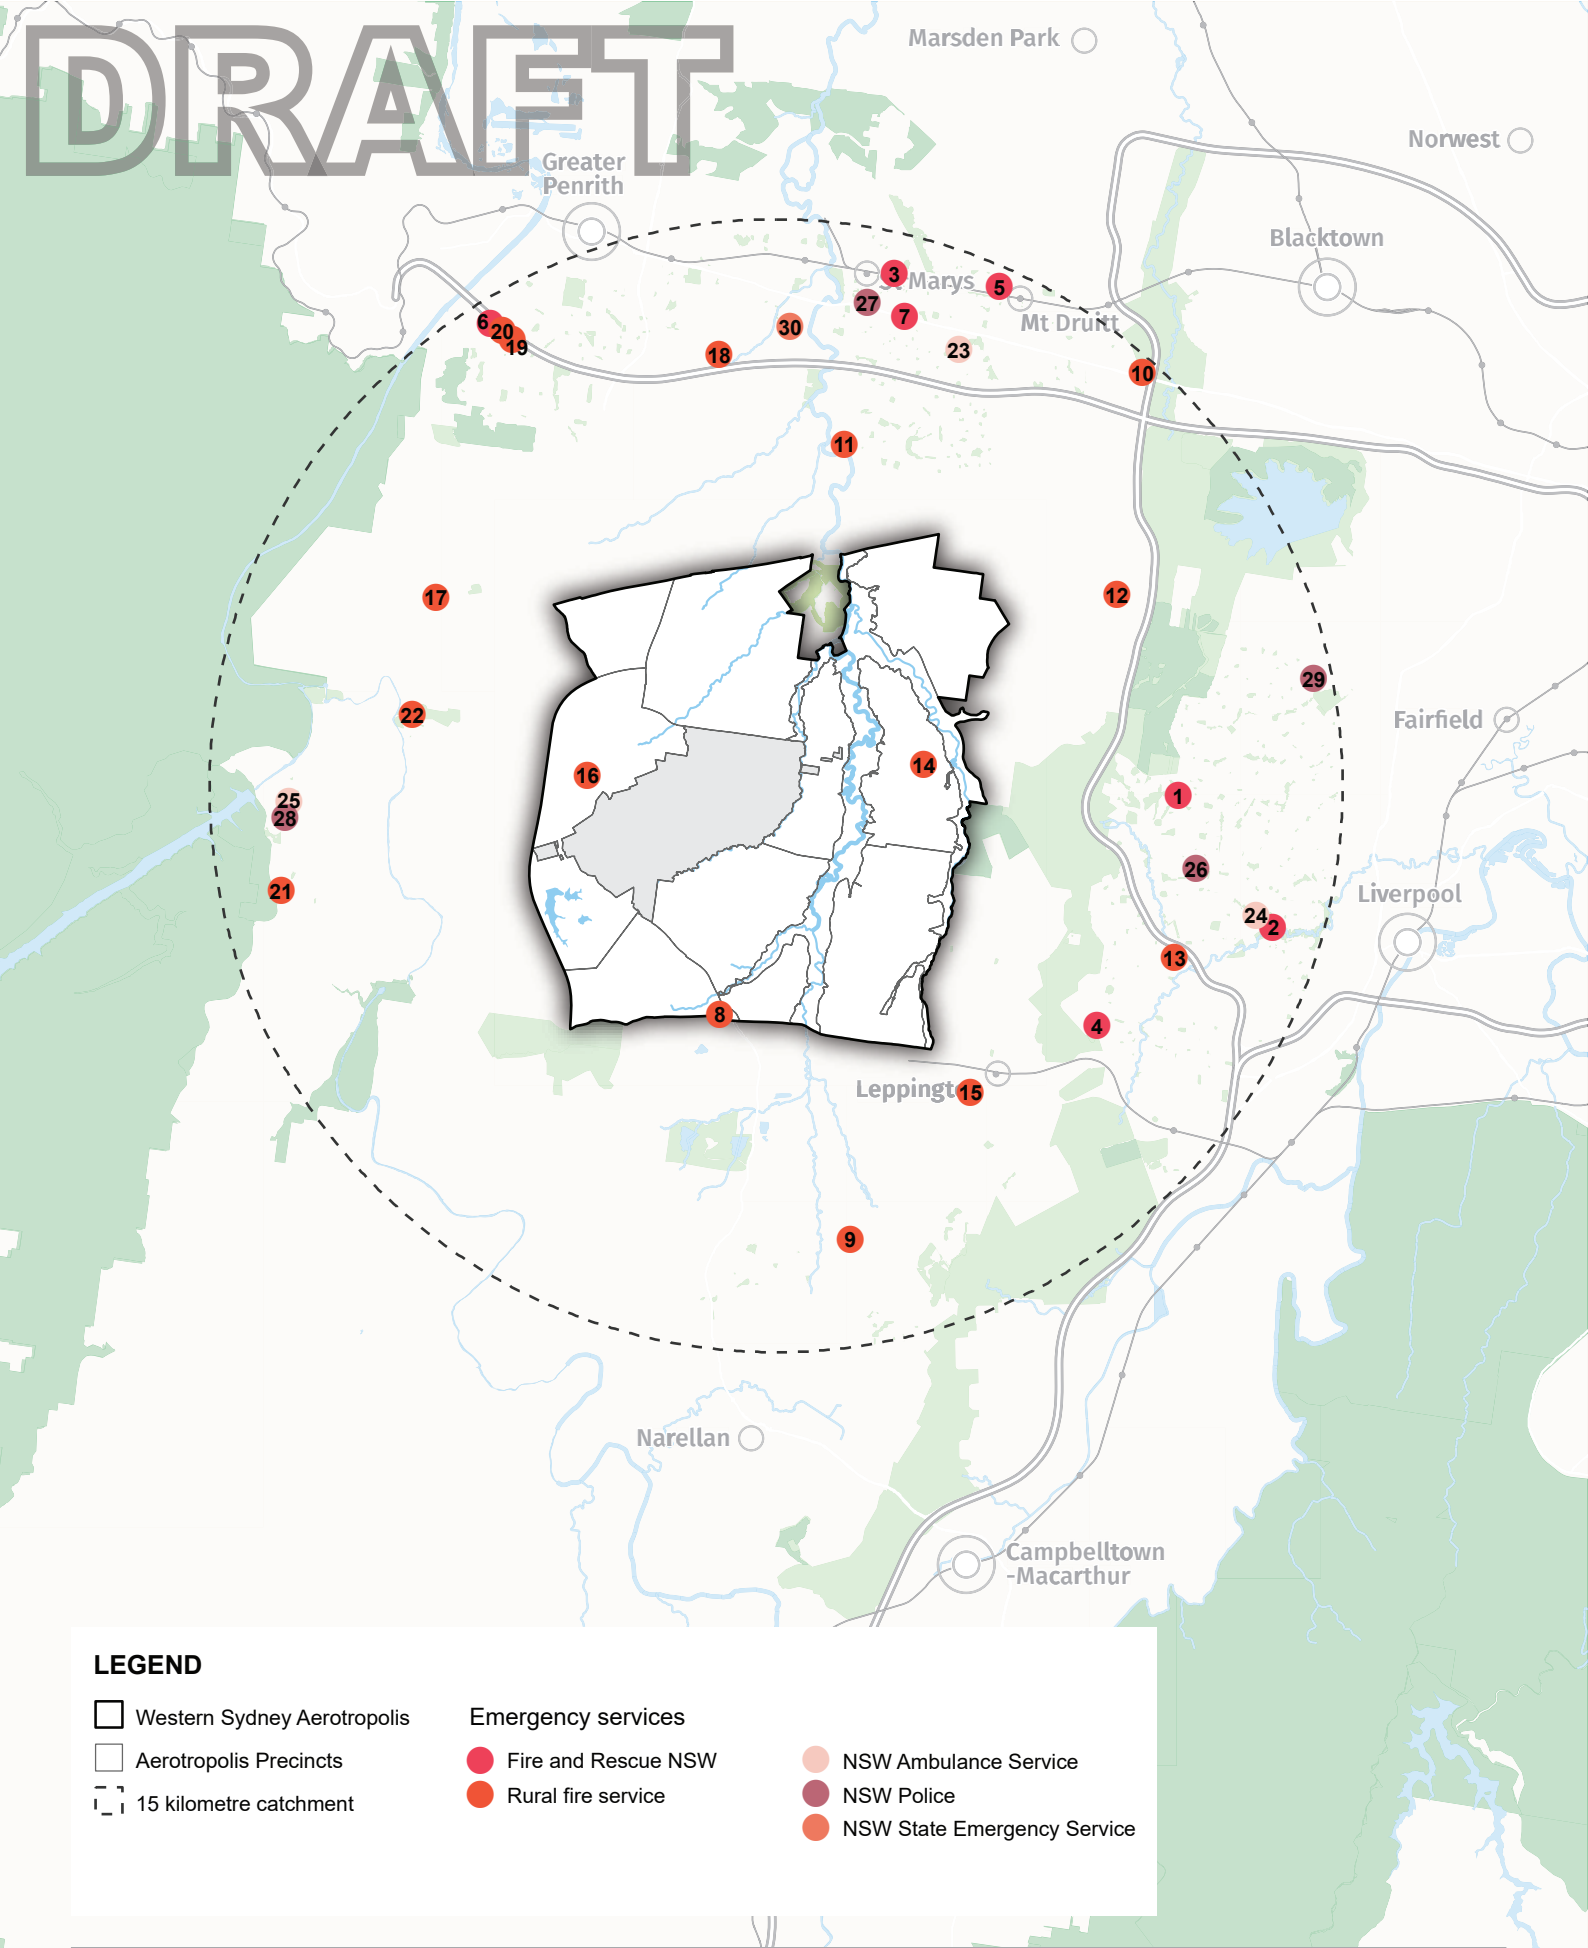 DRAFT
Marsden Park
Norwest
Greater
Penrith
Blacktown
3
St Marys
5
27
7
Mt Druitt
6
20
19
30
18
23
10
11
17
12
29
22
Fairfield
14
16
1
25
28
26
21
Liverpool
24
2
13
8
4
Leppingt
15
9
Narellan
Campbelltown
-Macarthur
LEGEND
Western Sydney Aerotropolis
Aerotropolis Precincts
15 kilometre catchment
Emergency services
Fire and Rescue NSW
Rural fire service
NSW Ambulance Service
NSW Police
NSW State Emergency Service